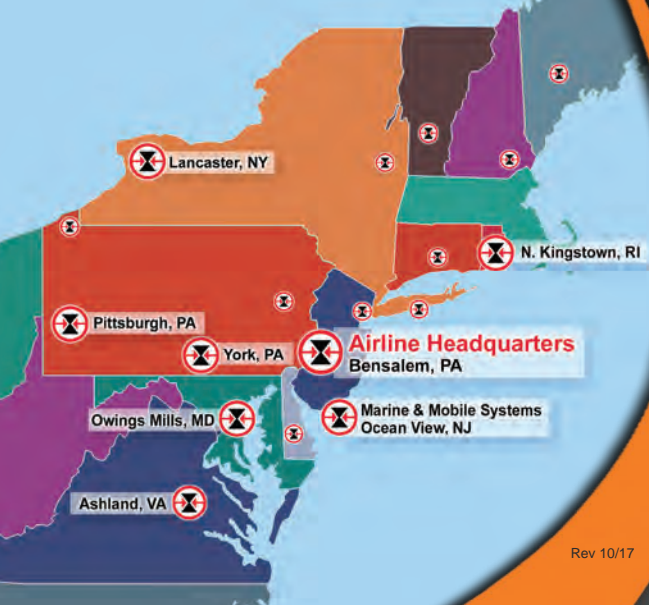 Lancaster, NY
N. Kingstown, RI
Pittsburgh, PA
York, PA
Airline Headquarters
Bensalem, PA
Owings Mills, MD
Marine & Mobile Systems
Ocean View, NJ
Ashland, VA
Rev 10/17